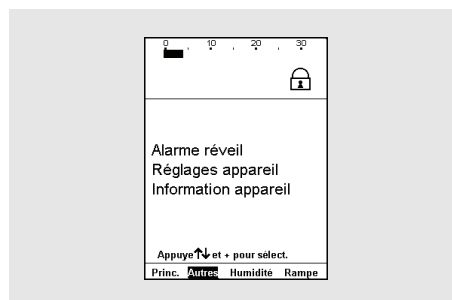 0 10 20 30
Alarme réveil
Réglages appareil
Information appareil
Appuye↑↓ et + pour sélect.
Princ. Autres Humidité Rampe